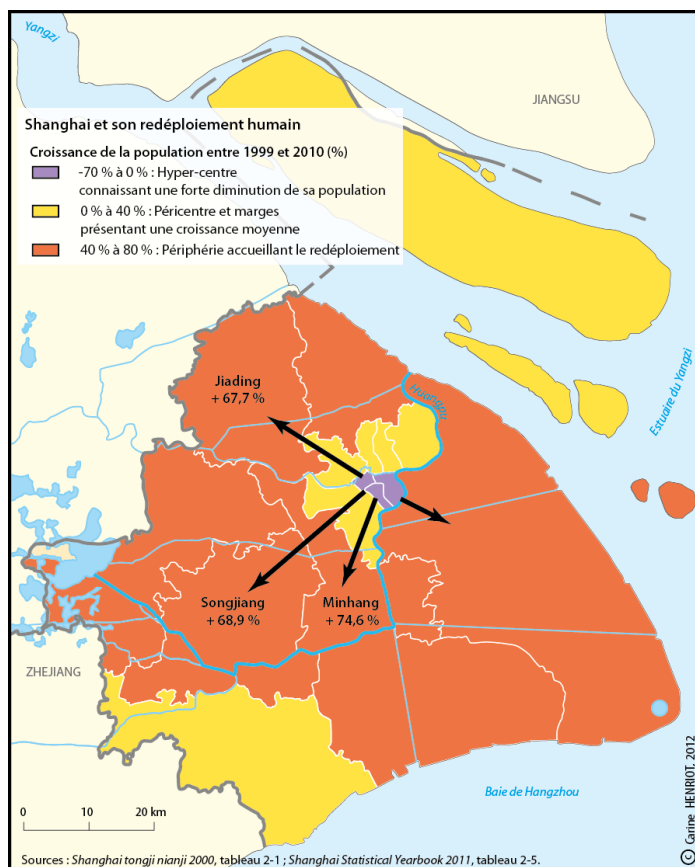 Yangzi
JIANGSU
Shanghai et son redéploiement humain
Croissance de la population entre 1999 et 2010 (%)
-70 % à 0 % : Hyper-centre
connaissant une forte diminution de sa population
0 % à 40 % : Péricentre et marges
présentant une croissance moyenne
40 % à 80 % : Périphérie accueillant le redéploiement
Jiading
+ 67,7 %
Huangpu
Estuaire du Yangzi
Songjiang
+ 68,9 %
Minhang
+ 74,6 %
ZHEJIANG
Baie de Hangzhou
0 10 20 km
© Carine HENRIOT, 2012
Sources : Shanghai tongji nianji 2000, tableau 2-1 ; Shanghai Statistical Yearbook 2011, tableau 2-5.